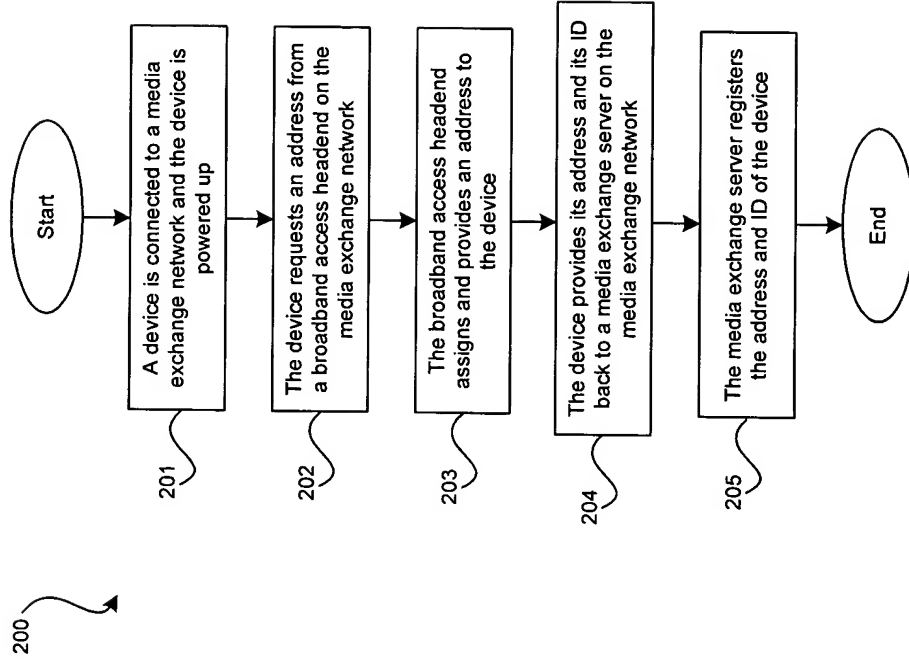 200
Start
201
A device is connected to a media
exchange network and the device is
powered up
202
The device requests an address from
a broadband access headend on the
media exchange network
203
The broadband access headend
assigns and provides an address to
the device
204
The device provides its address and its ID
back to a media exchange server on the
media exchange network
205
The media exchange server registers
the address and ID of the device
End